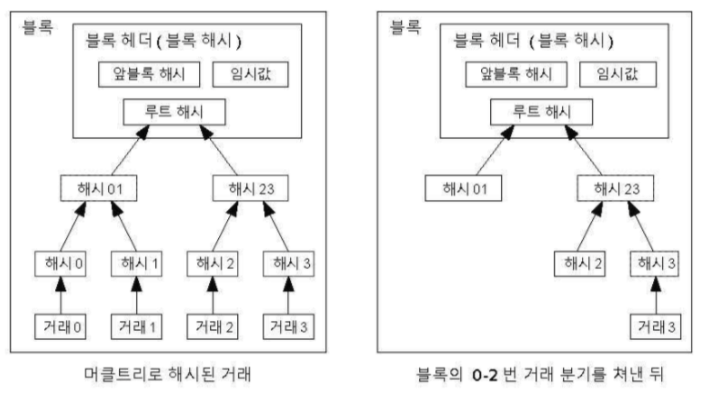 블록
블록 헤더 ( 블록 해시 )
앞블록 해시
임시값
루트 해시
해시 01
해시 23
해시 0
해시 1
해시 2
해시 3
거래 0
거래 1
거래 2
거래 3
머클트리로 해시된 거래
블록
블록 헤더 ( 블록 해시 )
앞블록 해시
임시값
루트 해시
해시 01
해시 23
해시 2
해시 3
거래 3
블록의 0-2 번 거래 분기를 쳐낸 뒤